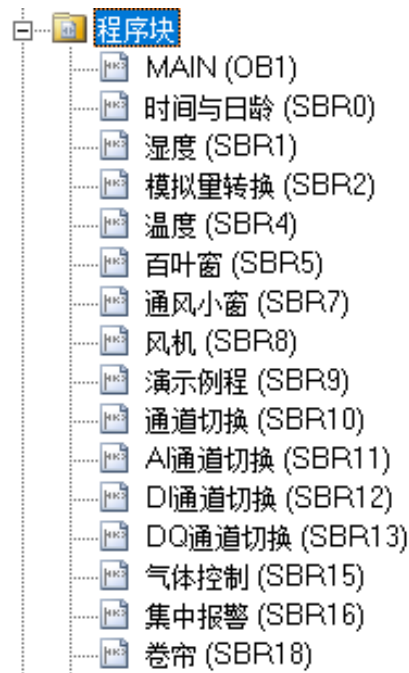 程序块
MAIN (OB1)
时间与日龄 (SBR0)
湿度 (SBR1)
模拟量转换 (SBR2)
温度 (SBR4)
百叶窗 (SBR5)
通风小窗 (SBR7)
风机 (SBR8)
演示例程 (SBR9)
通道切换 (SBR10)
AI通道切换 (SBR11)
DI通道切换 (SBR12)
DQ通道切换 (SBR13)
气体控制 (SBR15)
集中报警 (SBR16)
卷帘 (SBR18)